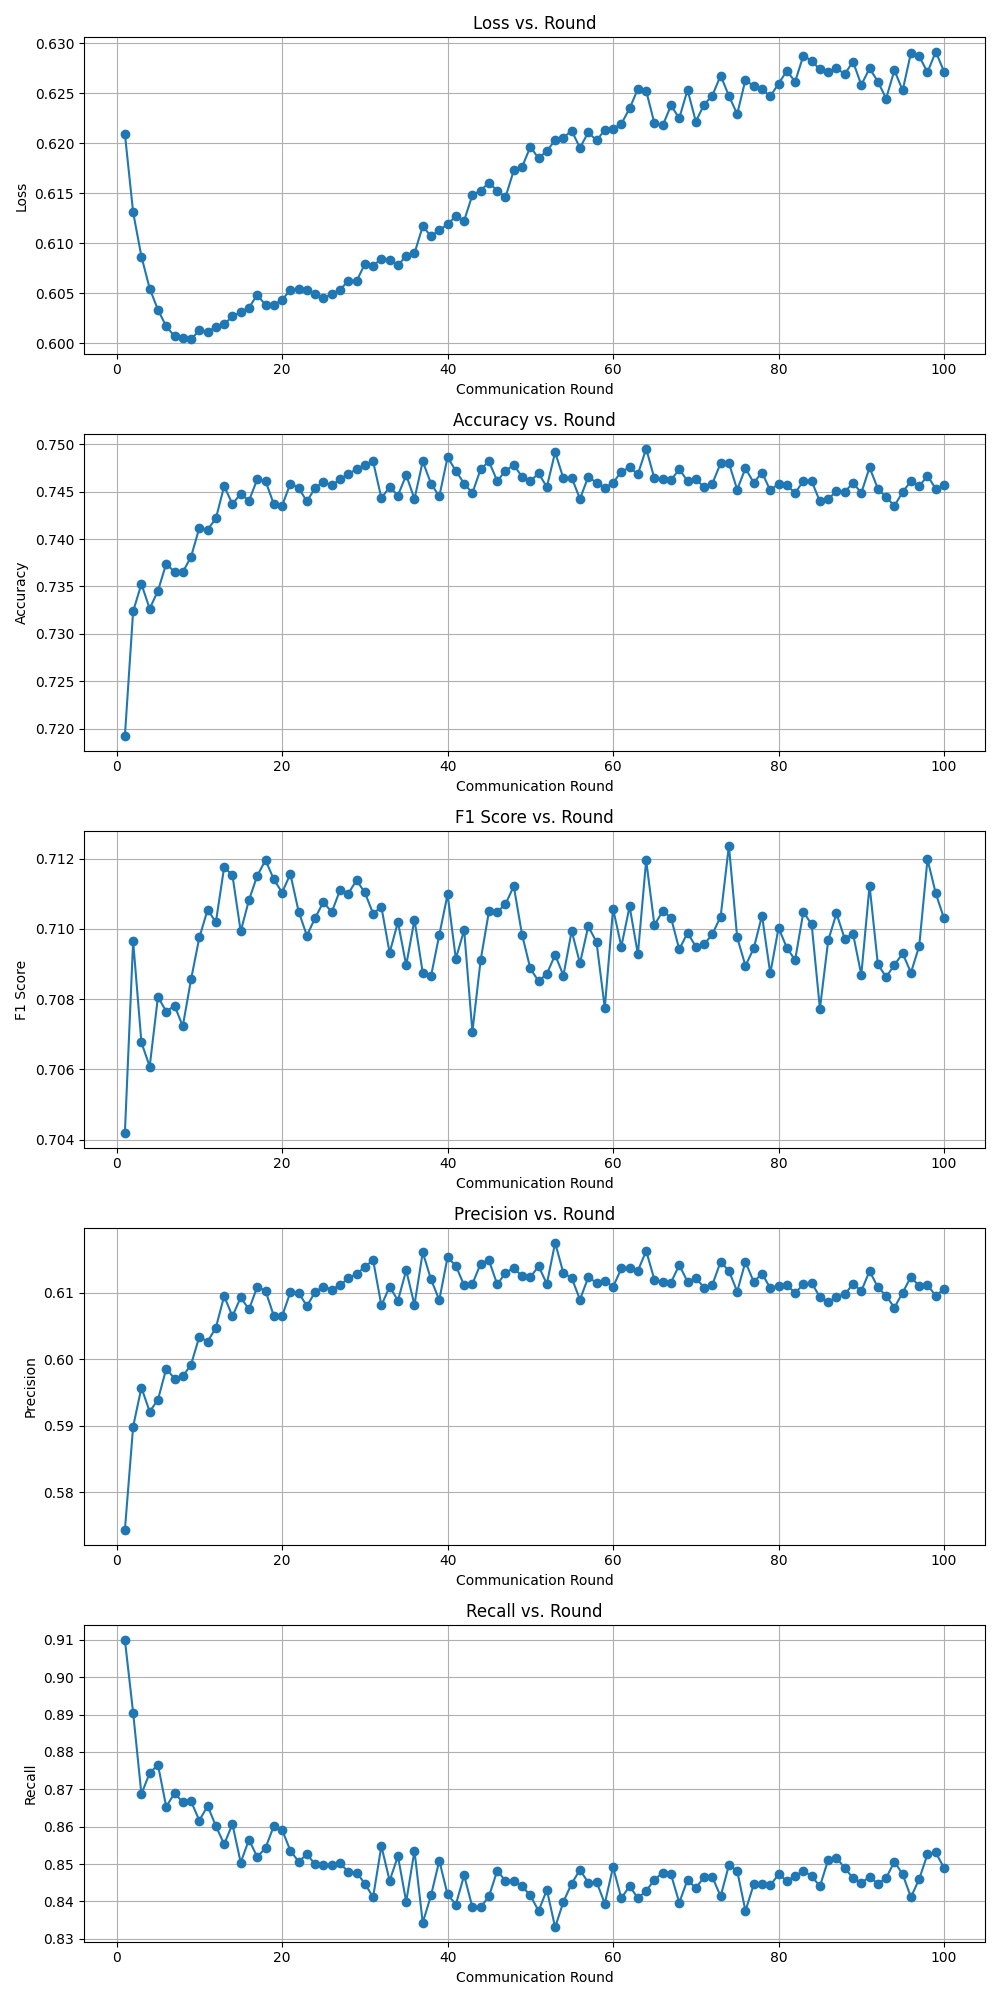 Loss vs. Round
0.630
0.625
0.620
0.615
0.610
0.605
0.600
Loss
0 20 40 60 80 100
Communication Round
Accuracy vs. Round
0.750
0.745
0.740
0.735
0.730
0.725
0.720
Accuracy
0 20 40 60 80 100
Communication Round
F1 Score vs. Round
0.712
0.710
0.708
0.706
0.704
F1 Score
0 20 40 60 80 100
Communication Round
Precision vs. Round
0.61
0.60
0.59
0.58
Precision
0 20 40 60 80 100
Communication Round
Recall vs. Round
0.91
0.90
0.89
0.88
0.87
0.86
0.85
0.84
0.83
Recall
0 20 40 60 80 100
Communication Round